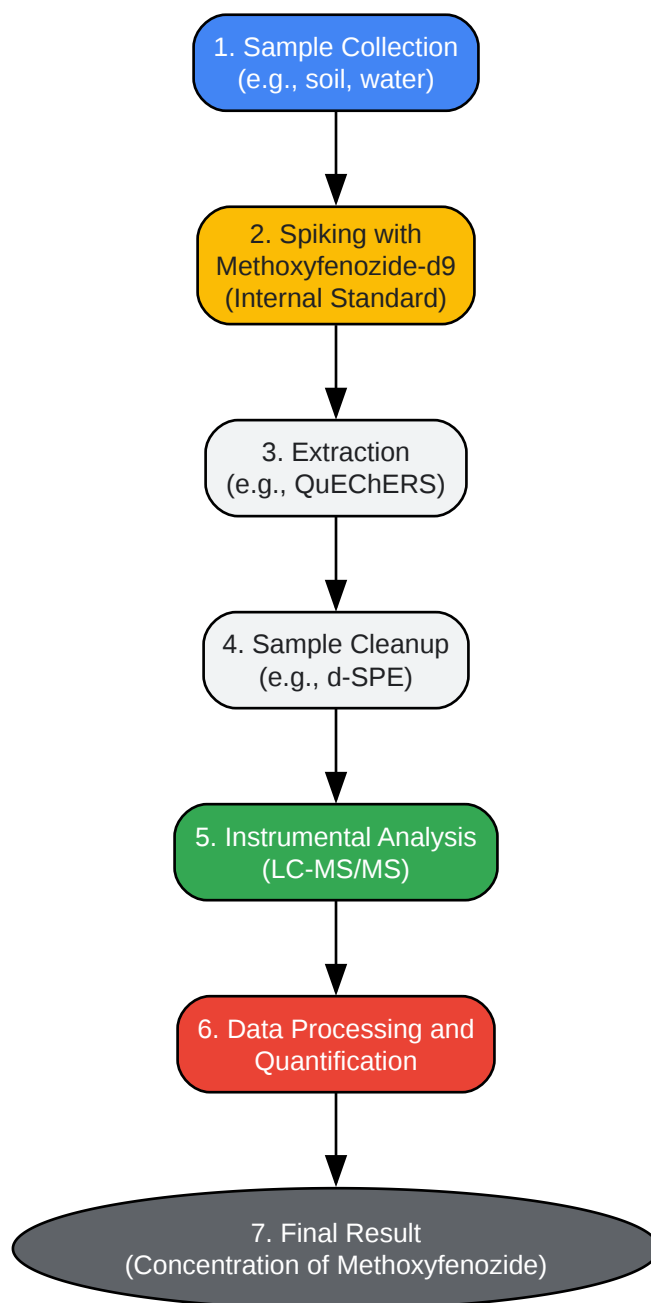 1. Sample Collection
(e.g., soil, water)
2. Spiking with
Methoxyfenozide-d9
(Internal Standard)
3. Extraction
(e.g., QuEChERS)
4. Sample Cleanup
(e.g., d-SPE)
5. Instrumental Analysis
(LC-MS/MS)
6. Data Processing and
Quantification
7. Final Result
(Concentration of Methoxyfenozide)